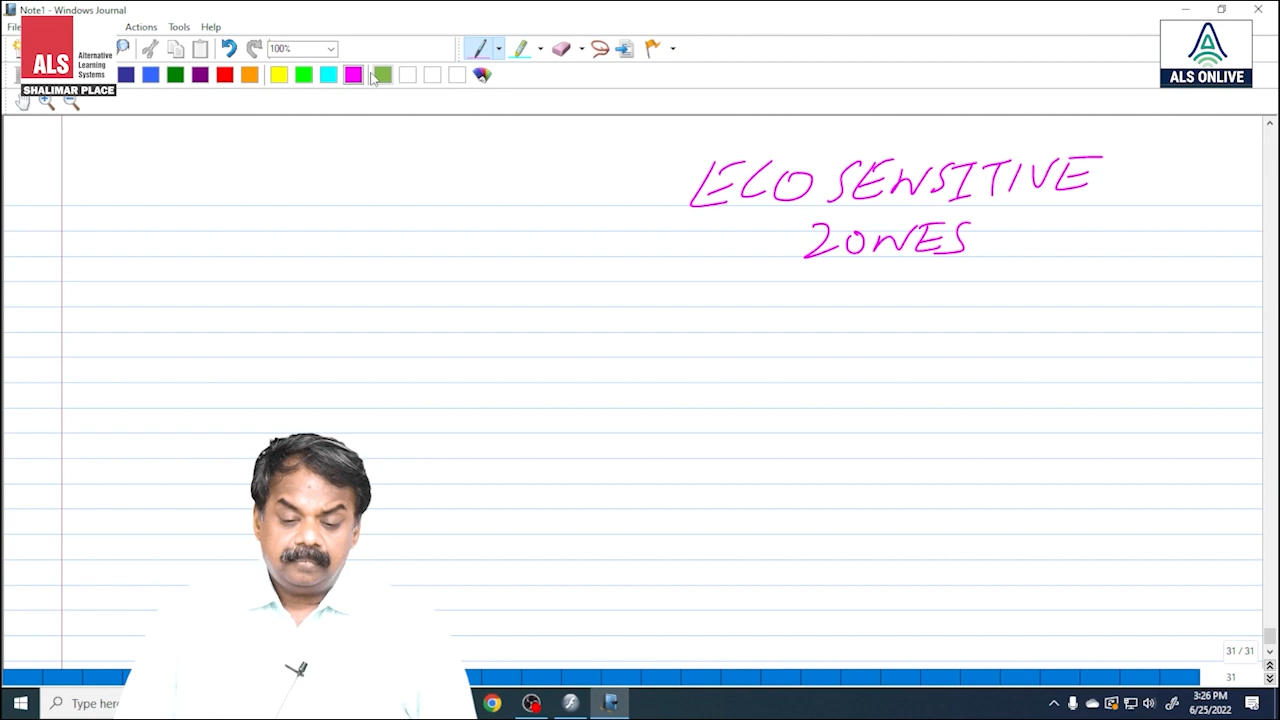 Note1 - Windows Journal
Actions Tools Help
100%
ALS
Alternative
Learning
Systems
SHALIMAR PLACE
ALS ONLIVE
ECO SENSITIVE
ZONES
31 / 31
31
Type here
3:26 PM
6/25/2022